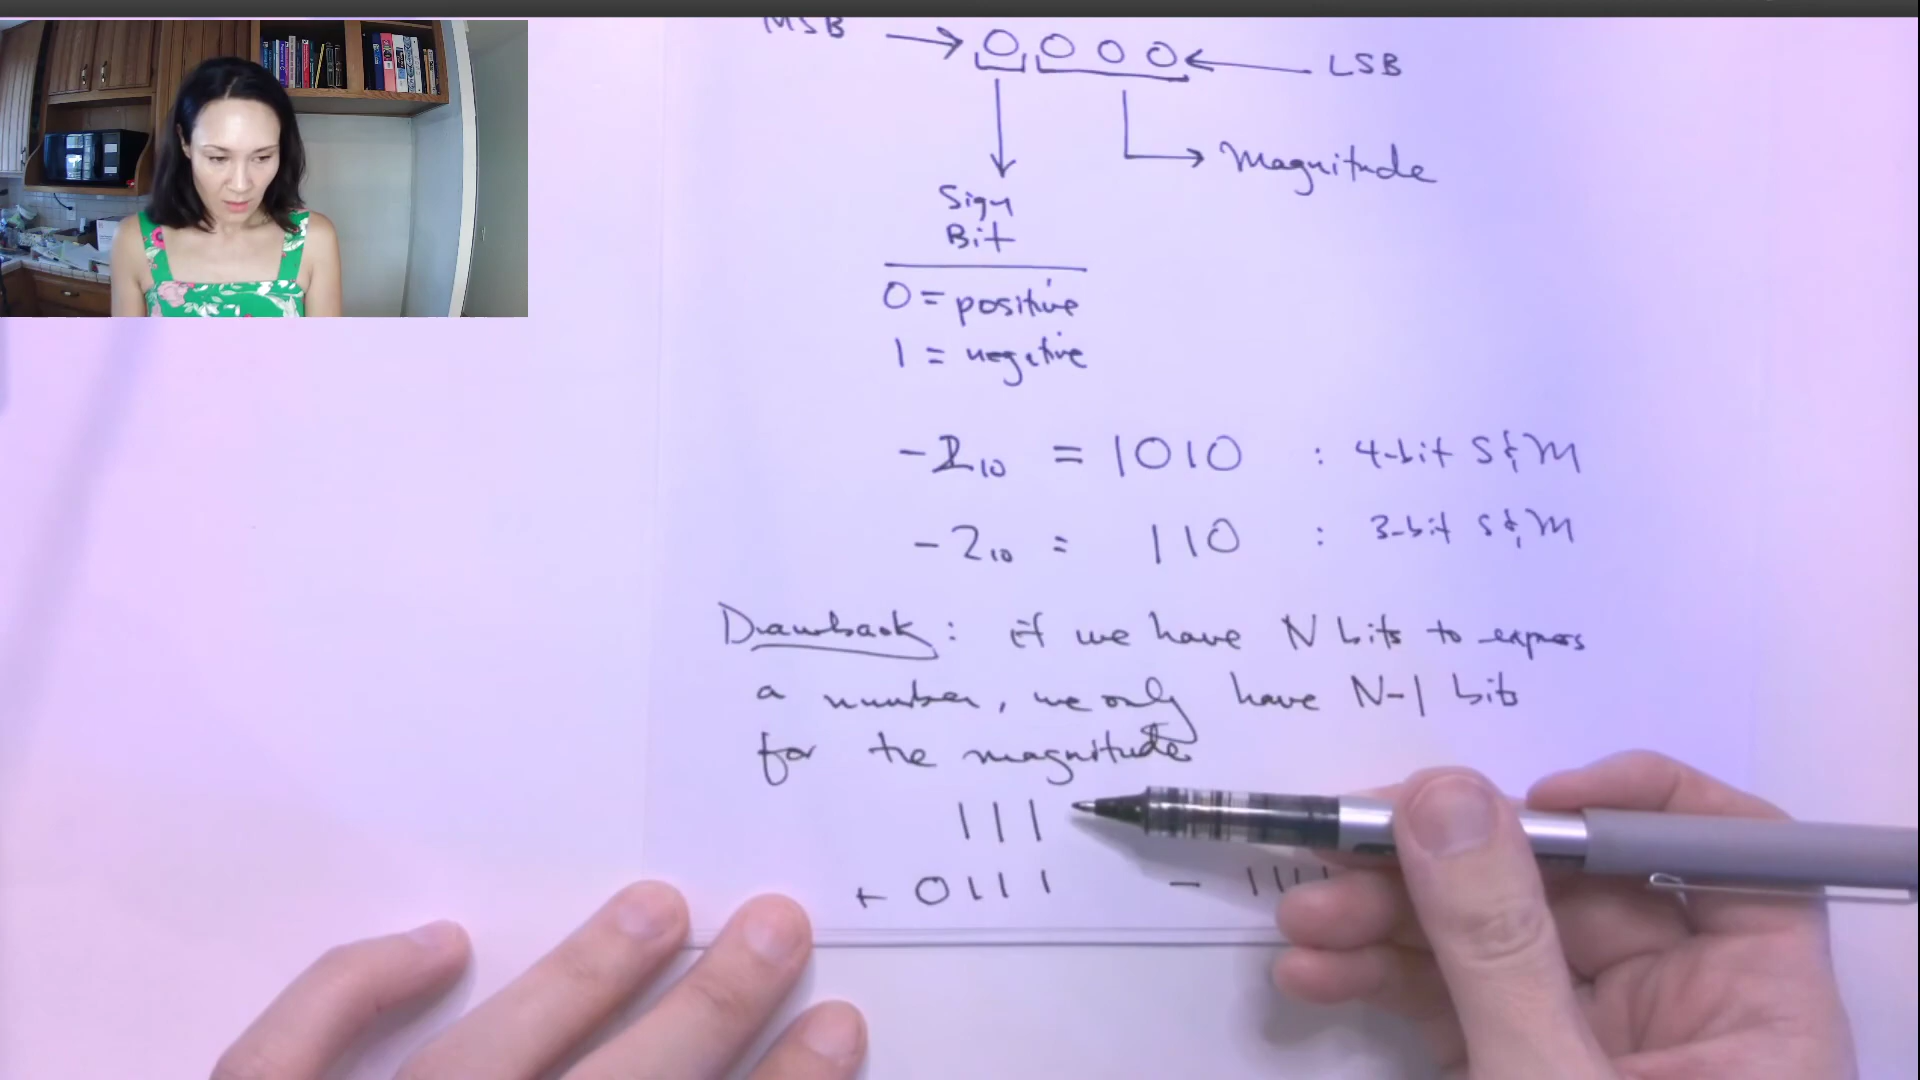 MSB → 0 0 0 0 ← LSB
Magnitude
Sign
Bit
0 = positive
1 = negative
-2₁₀ = 1010 : 4-bit S&M
-2₁₀ = 110 : 3-bit S&M
Drawback: if we have N bits to express
a number, we only have N-1 bits
for the magnitude
111
+ 0111 - 1111